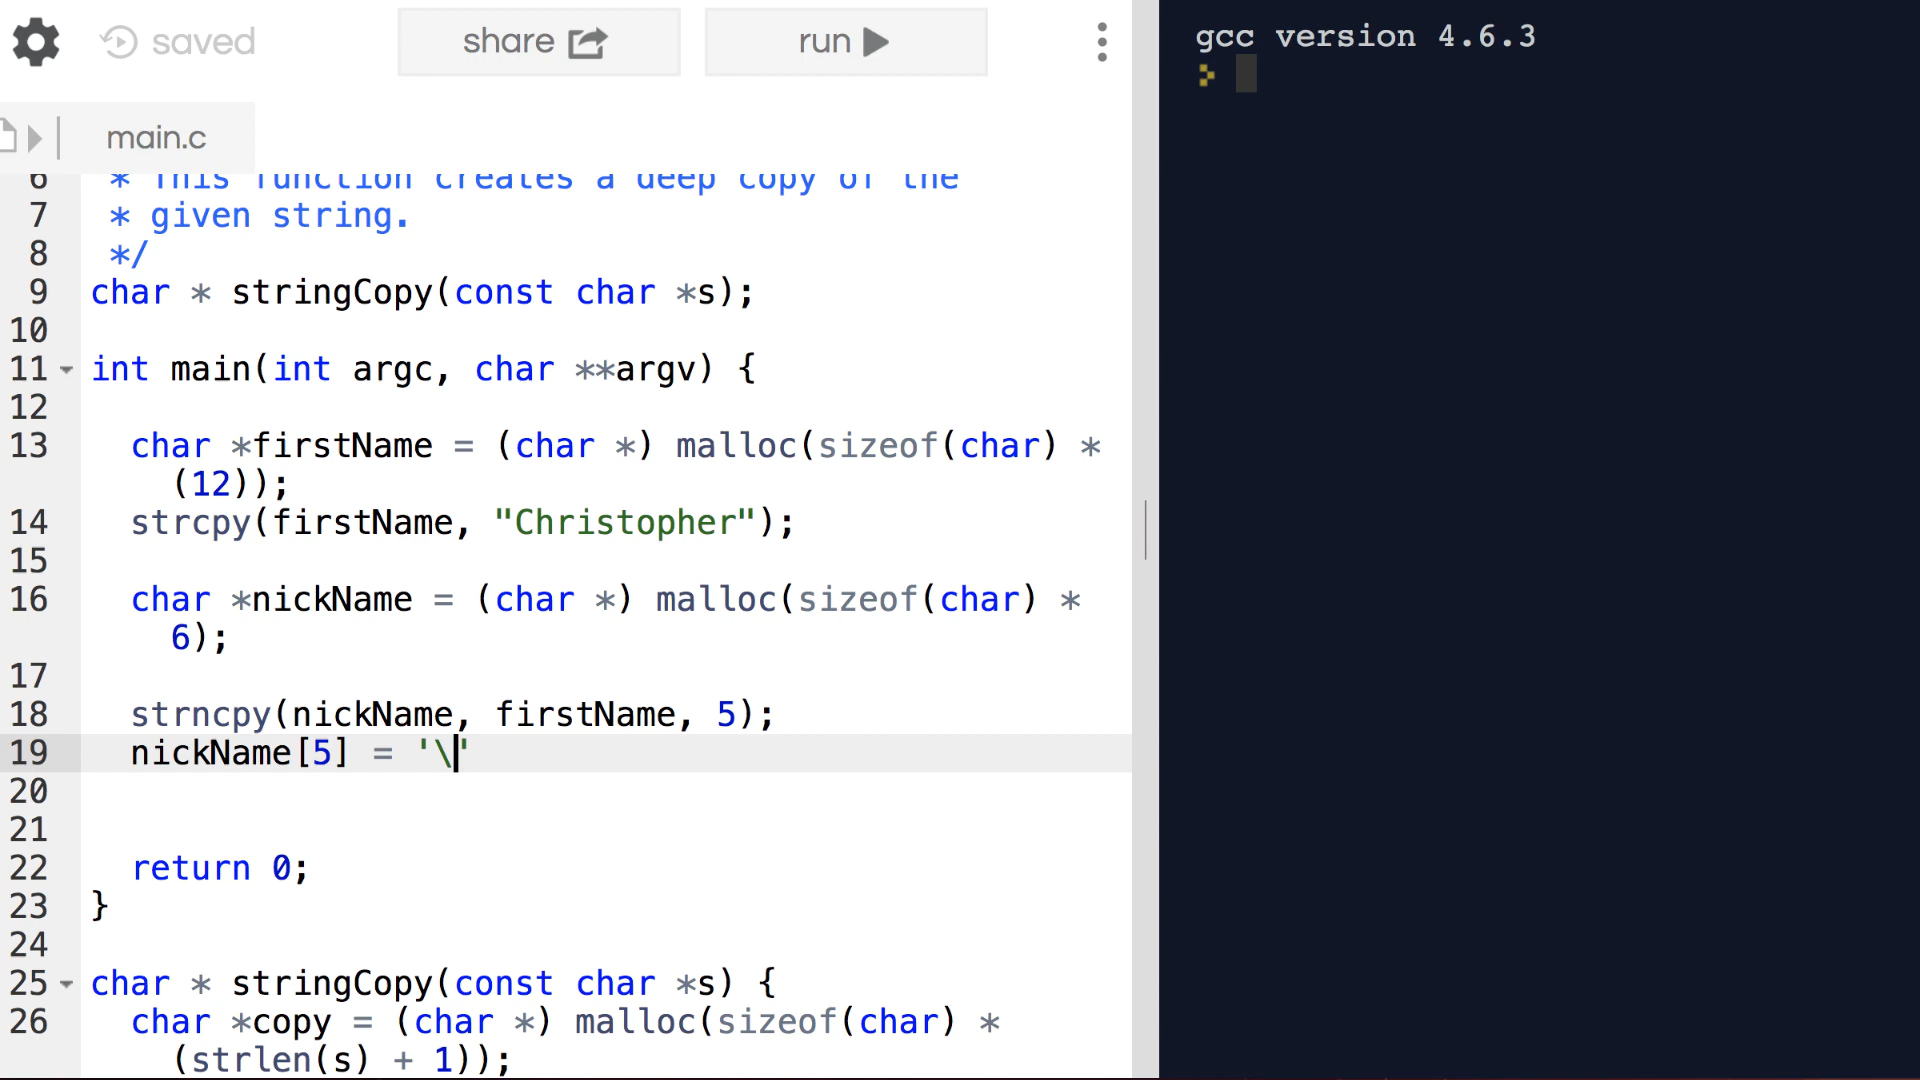 saved
share
run
gcc version 4.6.3
main.c
6 * This function creates a deep copy of the
7 * given string.
8 */
9 char * stringCopy(const char *s);
10
11 int main(int argc, char **argv) {
12
13 char *firstName = (char *) malloc(sizeof(char) *
(12));
14 strcpy(firstName, "Christopher");
15
16 char *nickName = (char *) malloc(sizeof(char) *
6);
17
18 strncpy(nickName, firstName, 5);
19 nickName[5] = '\'
20
21
22 return 0;
23 }
24
25 char * stringCopy(const char *s) {
26 char *copy = (char *) malloc(sizeof(char) *
(strlen(s) + 1));